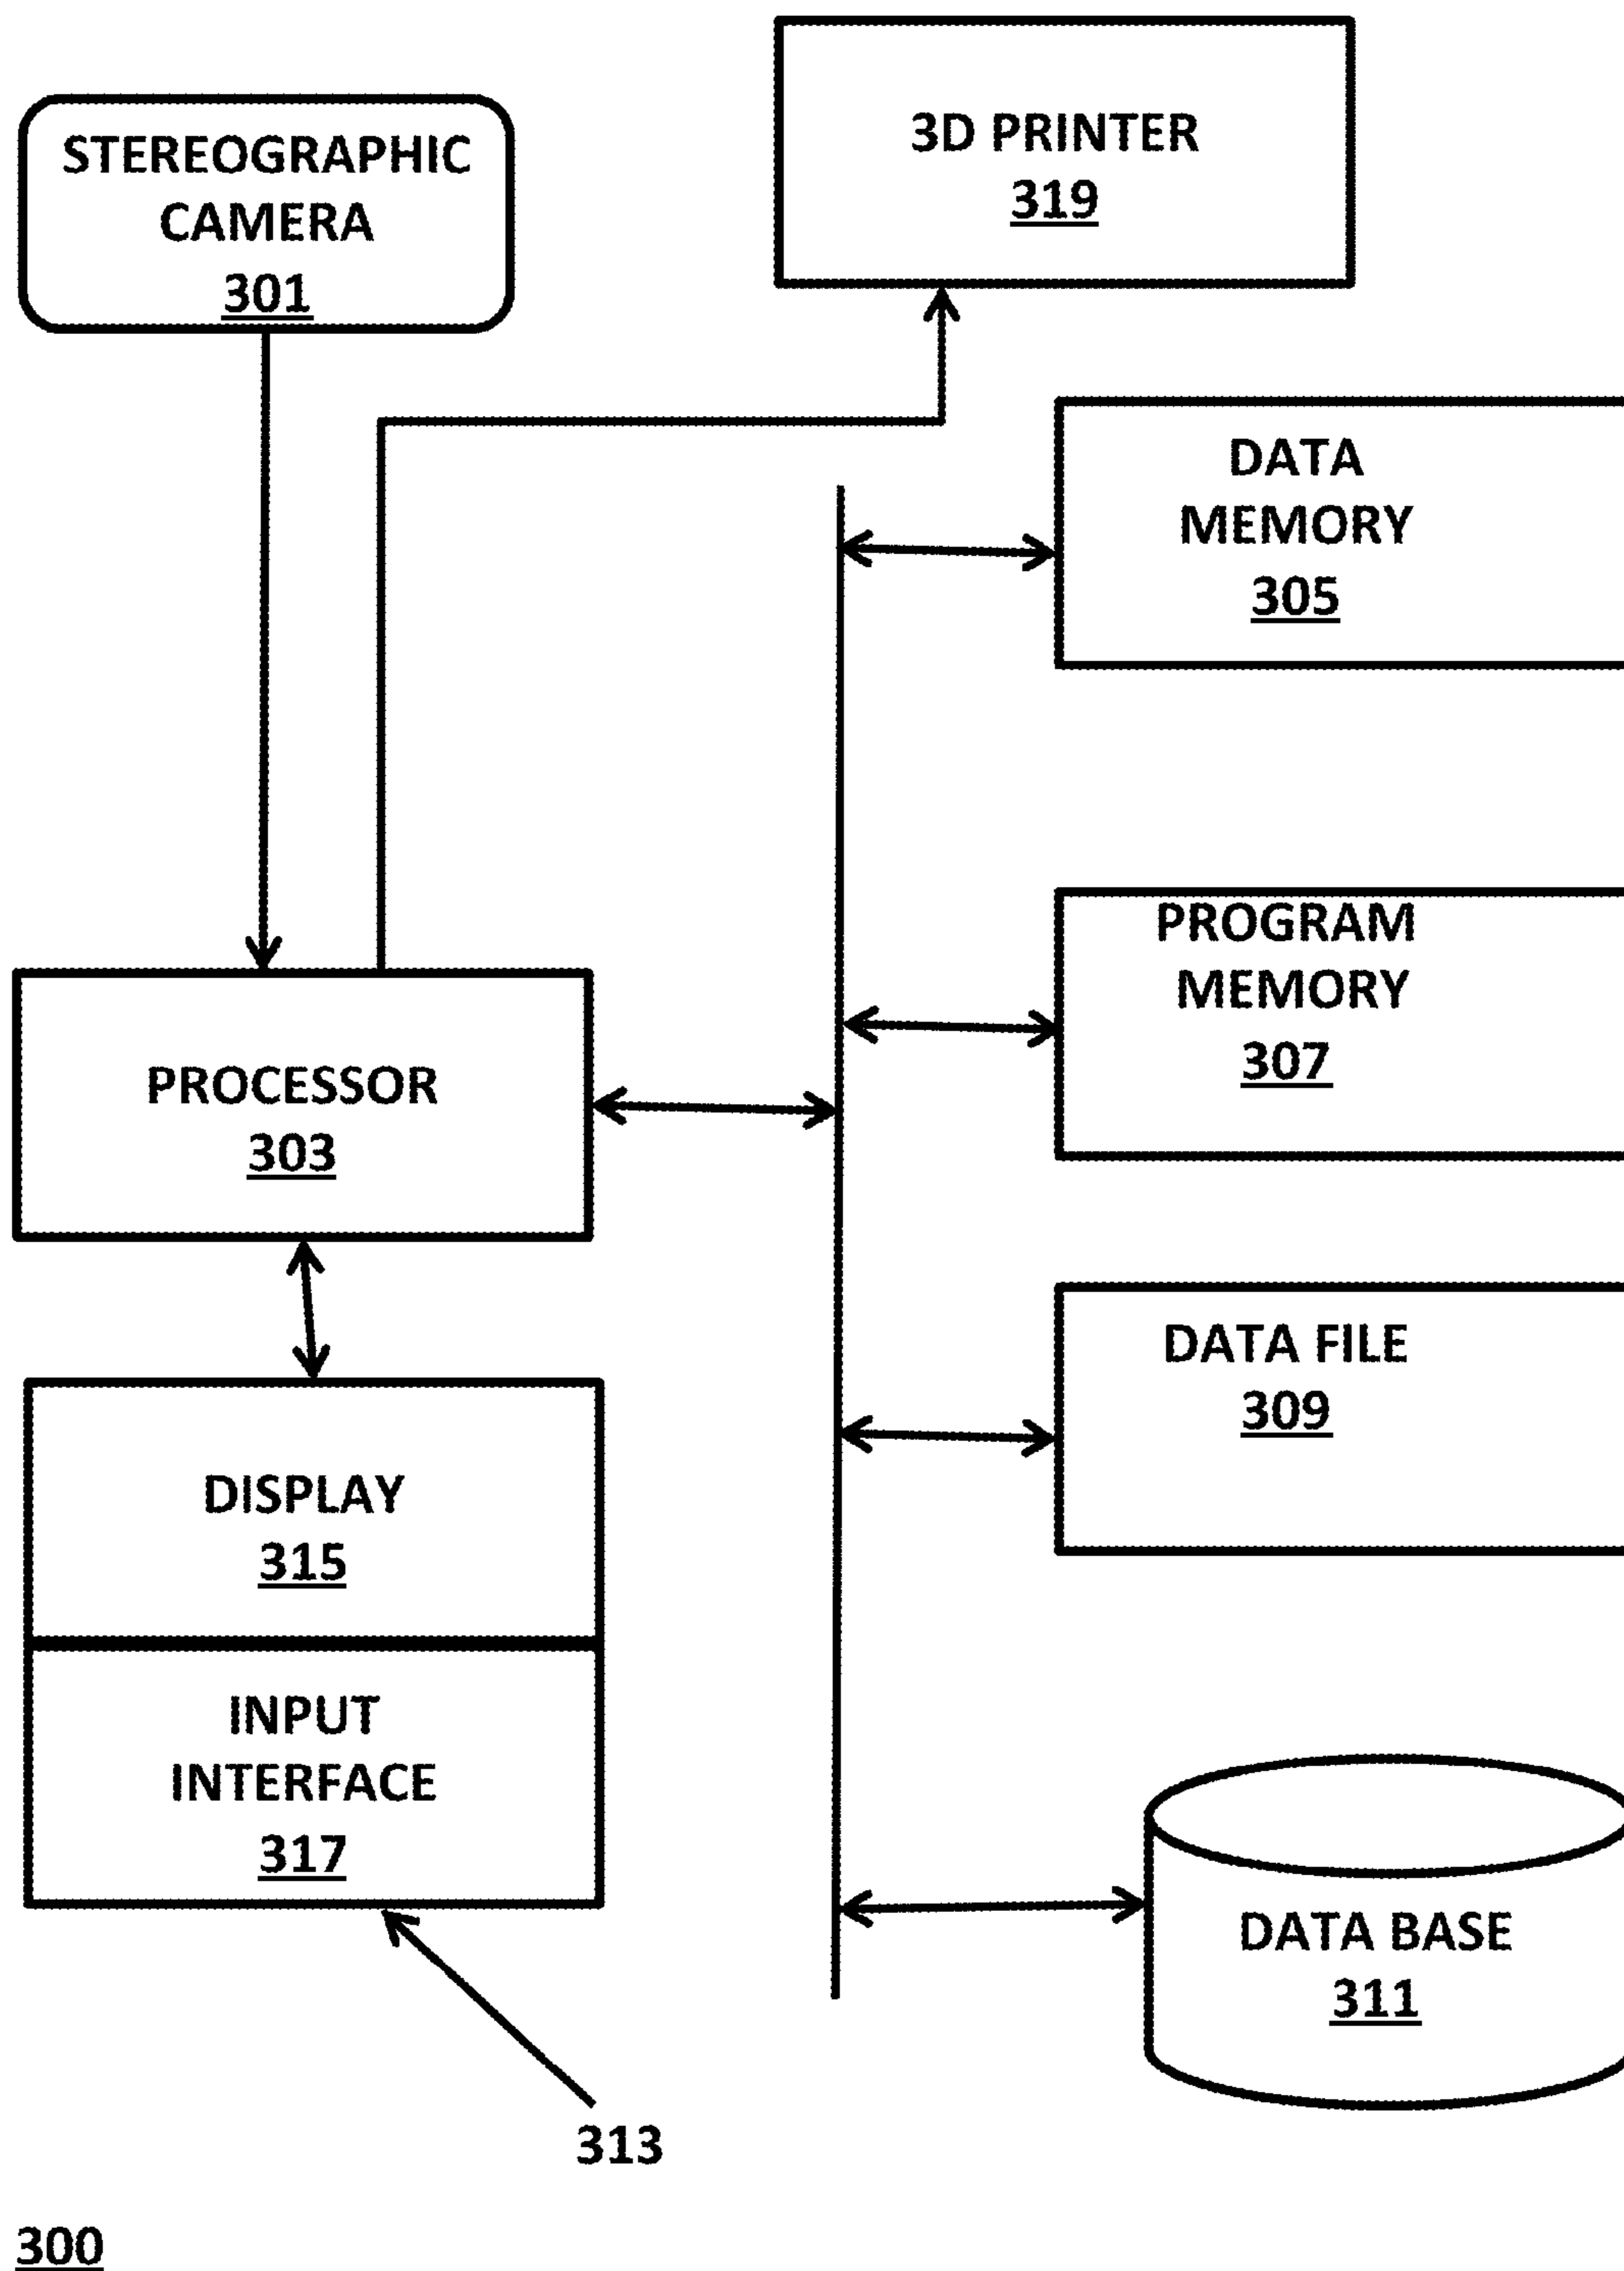 STEREOGRAPHIC
CAMERA
301
3D PRINTER
319
DATA
MEMORY
305
PROGRAM
MEMORY
307
PROCESSOR
303
DATA FILE
309
DISPLAY
315
INPUT
INTERFACE
317
DATA BASE
311
313
300